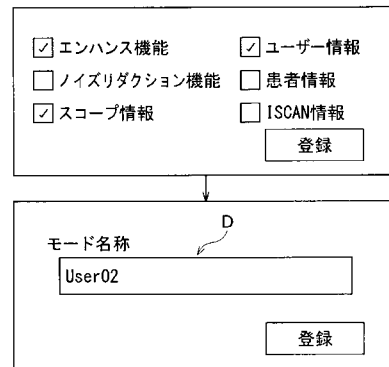 エンハンス機能 ユーザー情報
ノイズリダクション機能 患者情報
スコープ情報 ISCAN情報
登録
D
モード名称
User02
登録